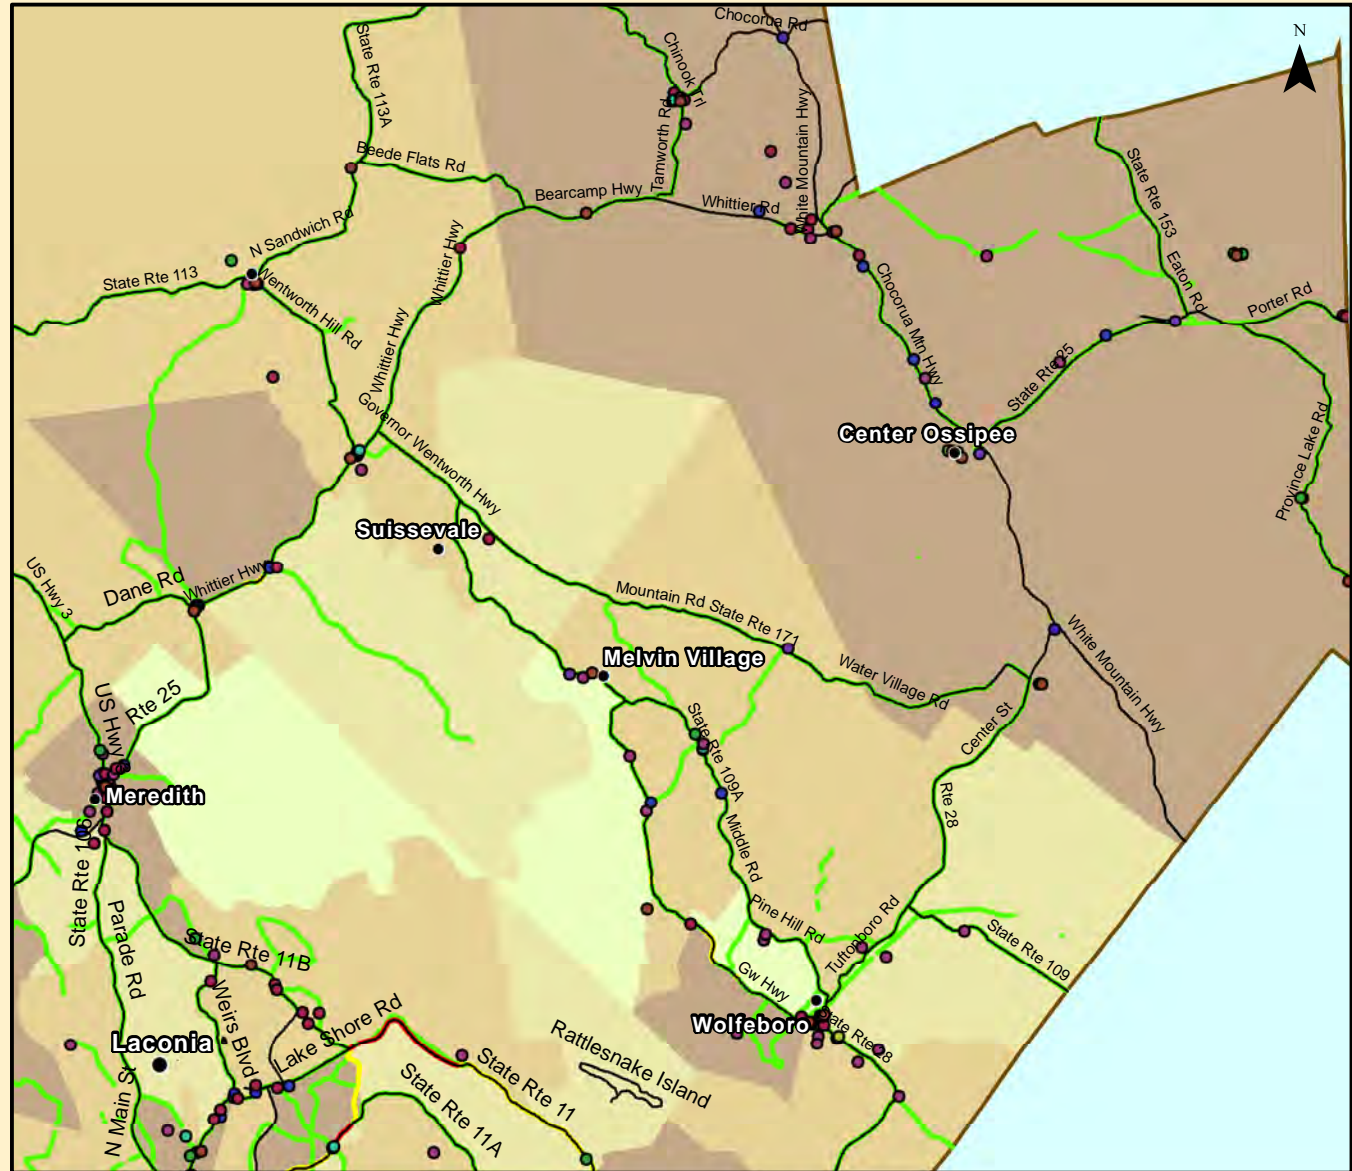 Chocorua Rd
N
State Rte 113A
Chinook Trl
Tamworth Rd
White Mountain Hwy
Beede Flats Rd
State Rte 153
Bearcamp Hwy
Whittier Rd
N Sandwich Rd
Whittier Hwy
Eaton Rd
State Rte 113
Wentworth Hill Rd
Chocorua Mtn Hwy
Porter Rd
Whittier Hwy
State Rte 25
Governor Wentworth Hwy
Center Ossipee
Province Lake Rd
Suissevale
US Hwy 3
Dane Rd
Whittier Hwy
Mountain Rd State Rte 171
White Mountain Hwy
Melvin Village
Water Village Rd
US Hwy
Rte 25
State Rte 109A
Center St
Meredith
Rte 28
State Rte 106
Middle Rd
Parade Rd
Pine Hill Rd
Tuftonboro Rd
State Rte 109
State Rte 11B
Gw Hwy
Weirs Blvd
Lake Shore Rd
Wolfeboro
State Rte 28
Laconia
Rattlesnake Island
State Rte 11
N Main St
State Rte 11A